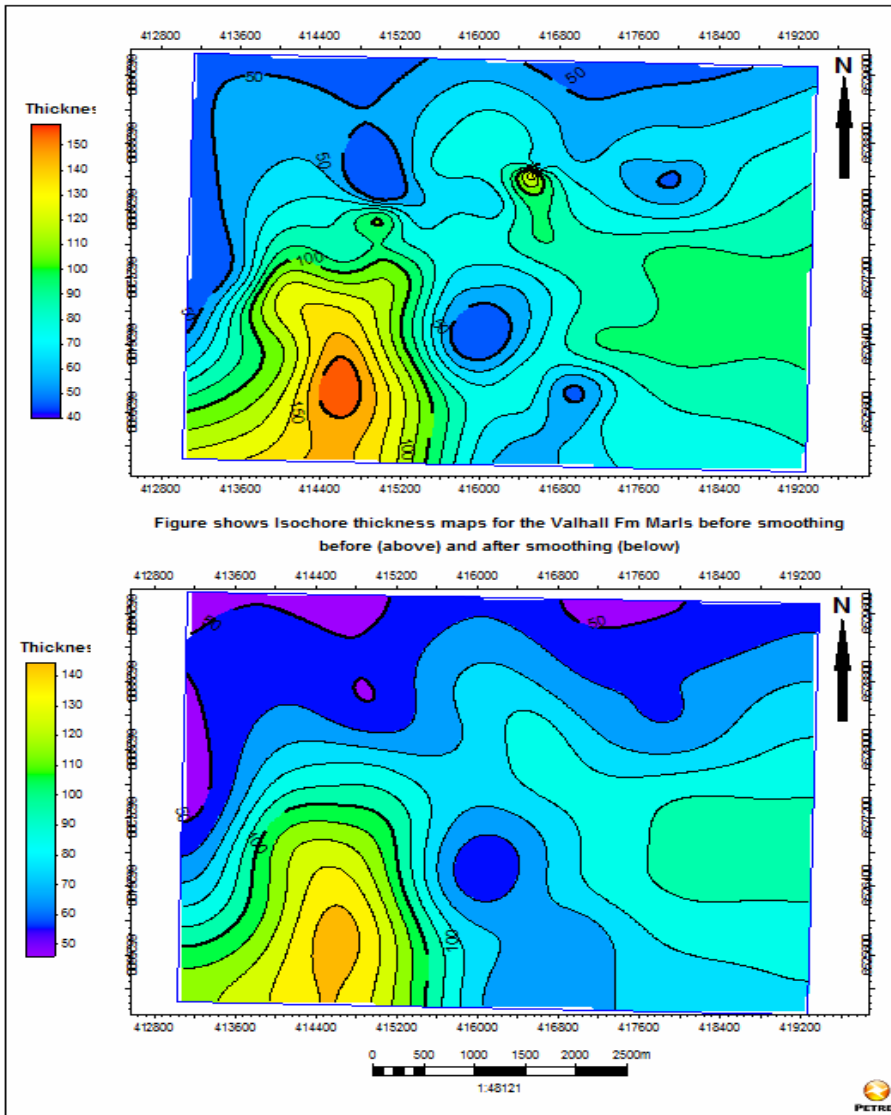 412800 413600 414400 415200 416000 416800 417600 418400 419200
N
Thicknes
150
140
130
120
110
100
90
80
70
60
50
40
50
50
50
100
150
100
412800 413600 414400 415200 416000 416800 417600 418400 419200
Figure shows Isochore thickness maps for the Valhall Fm Marls before smoothing
before (above) and after smoothing (below)
412800 413600 414400 415200 416000 416800 417600 418400 419200
N
Thicknes
140
130
120
110
100
90
80
70
60
50
50
50
50
100
100
412800 413600 414400 415200 416000 416800 417600 418400 419200
0 500 1000 1500 2000 2500m
1:48121
PETREL